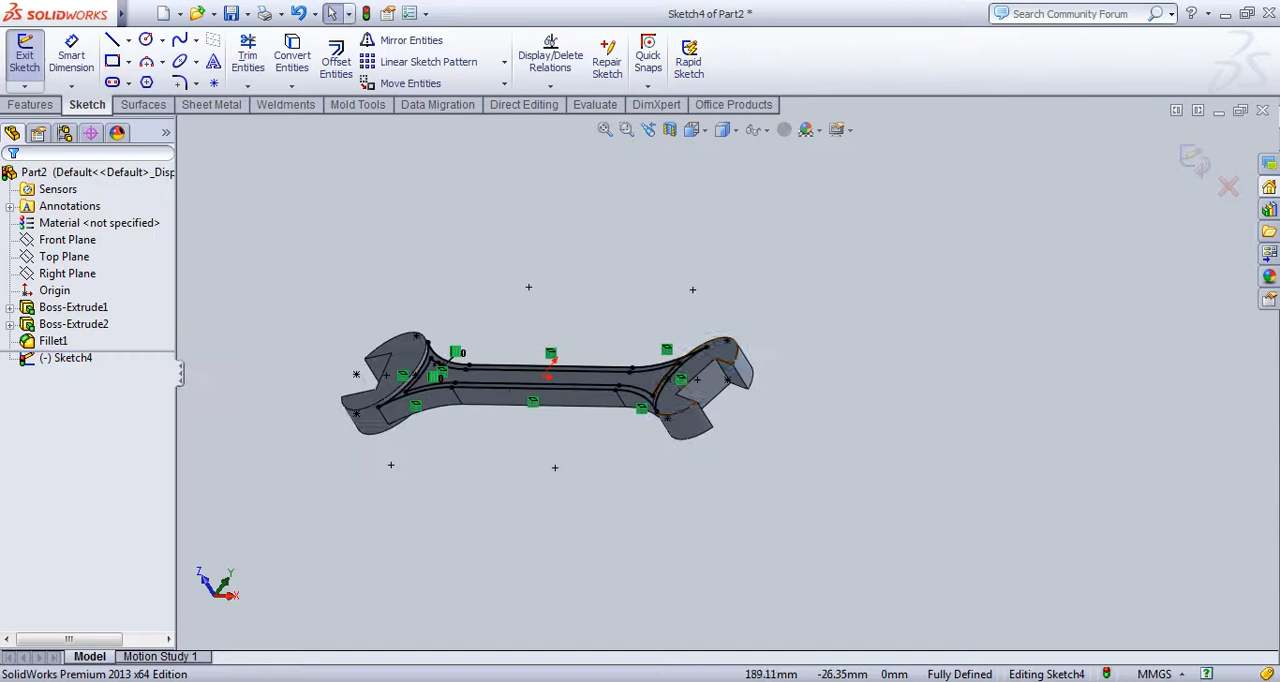 SOLIDWORKS
Sketch4 of Part2 *
Search Community Forum
Exit Sketch
Smart Dimension
Trim Entities
Convert Entities
Offset Entities
Mirror Entities
Linear Sketch Pattern
Move Entities
Display/Delete Relations
Repair Sketch
Quick Snaps
Rapid Sketch
Features
Sketch
Surfaces
Sheet Metal
Weldments
Mold Tools
Data Migration
Direct Editing
Evaluate
DimXpert
Office Products
Part2 (Default<<Default>_Disp
Sensors
Annotations
Material <not specified>
Front Plane
Top Plane
Right Plane
Origin
Boss-Extrude1
Boss-Extrude2
Fillet1
(-) Sketch4
0
0
Z
Y
X
Model
Motion Study 1
SolidWorks Premium 2013 x64 Edition
189.11mm
-26.35mm
0mm
Fully Defined
Editing Sketch4
MMGS